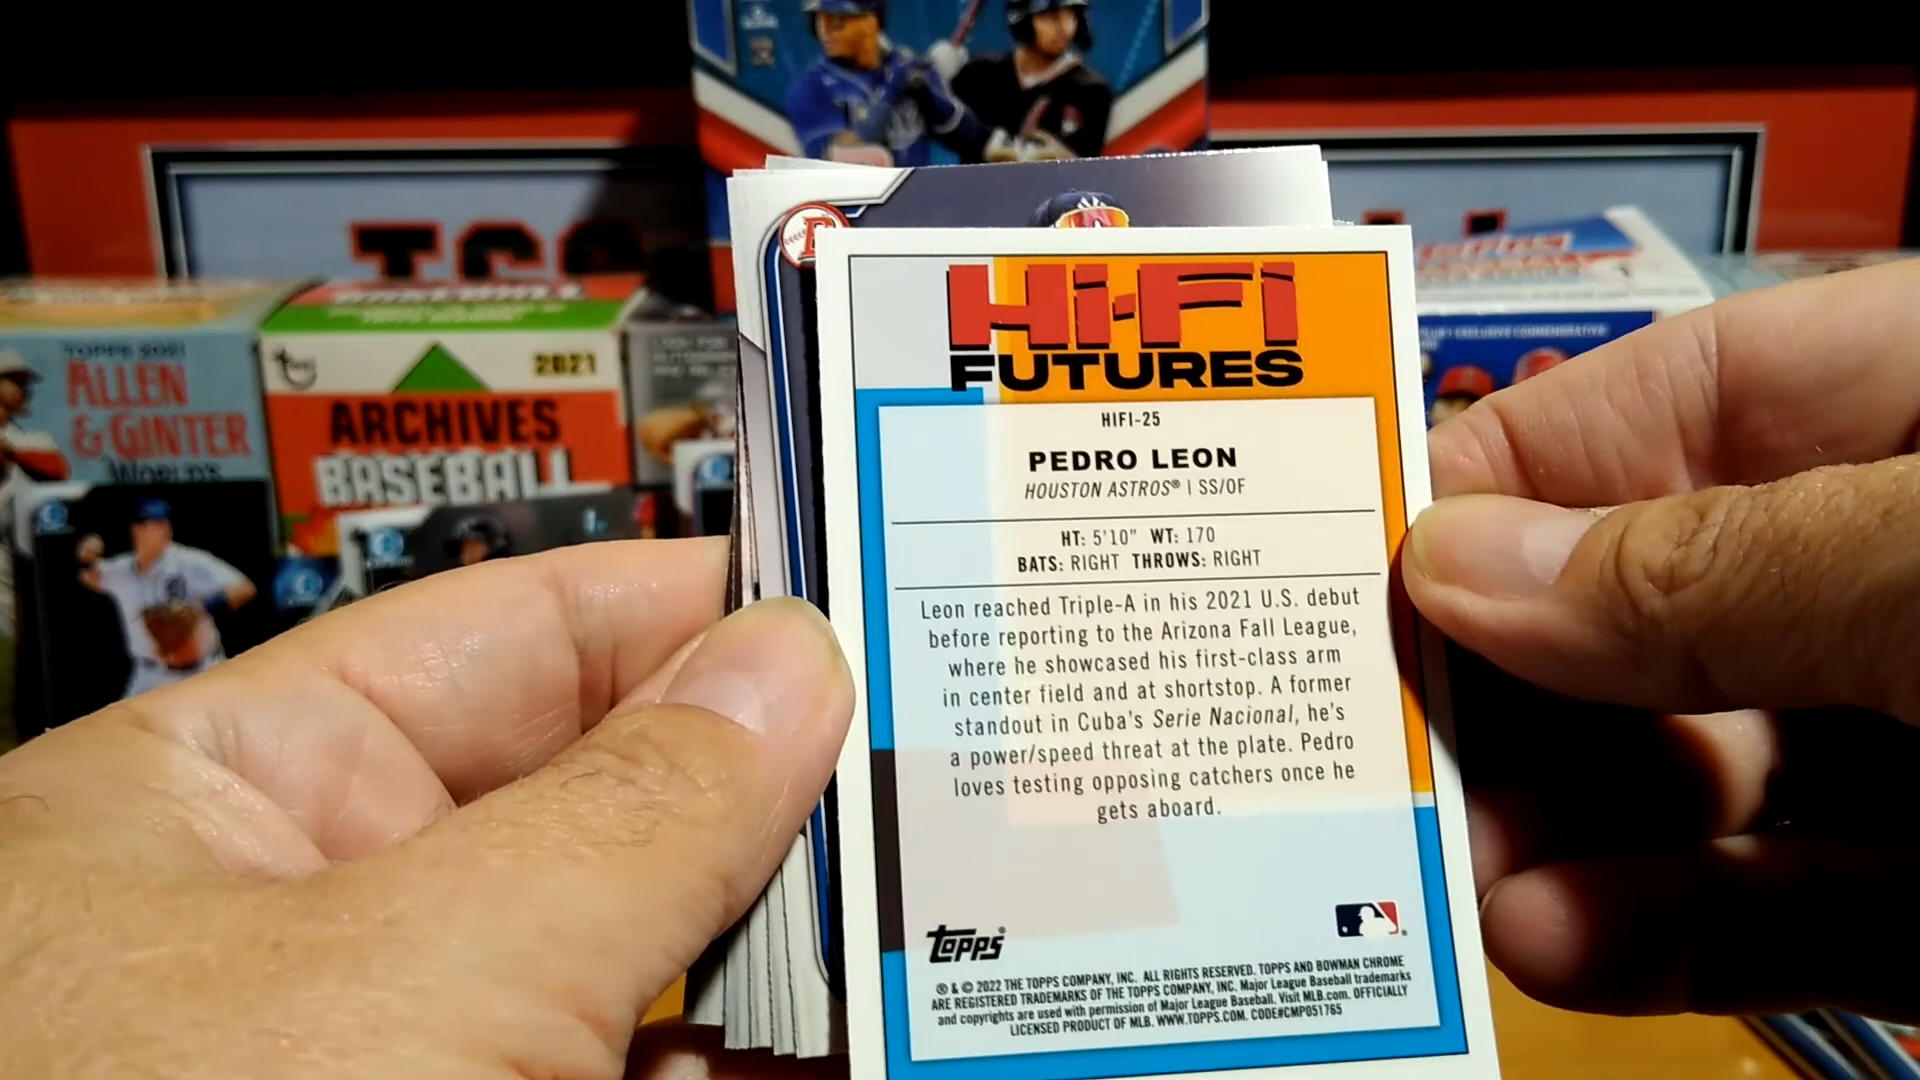 TOPPS 2021
ALLEN
& GINTER
WORLD'S
BASEBALL
2021
ARCHIVES
BASEBALL
Hi-Fi
FUTURES
HIFI-25
PEDRO LEON
HOUSTON ASTROS® | SS/OF
HT: 5'10" WT: 170
BATS: RIGHT THROWS: RIGHT
Leon reached Triple-A in his 2021 U.S. debut
before reporting to the Arizona Fall League,
where he showcased his first-class arm
in center field and at shortstop. A former
standout in Cuba's Serie Nacional, he's
a power/speed threat at the plate. Pedro
loves testing opposing catchers once he
gets aboard.
TOPPS®
® & © 2022 THE TOPPS COMPANY, INC. ALL RIGHTS RESERVED. TOPPS AND BOWMAN CHROME
ARE REGISTERED TRADEMARKS OF THE TOPPS COMPANY, INC. Major League Baseball trademarks
and copyrights are used with permission of Major League Baseball. Visit MLB.com. OFFICIALLY
LICENSED PRODUCT OF MLB. WWW.TOPPS.COM. CODE#CMP051765